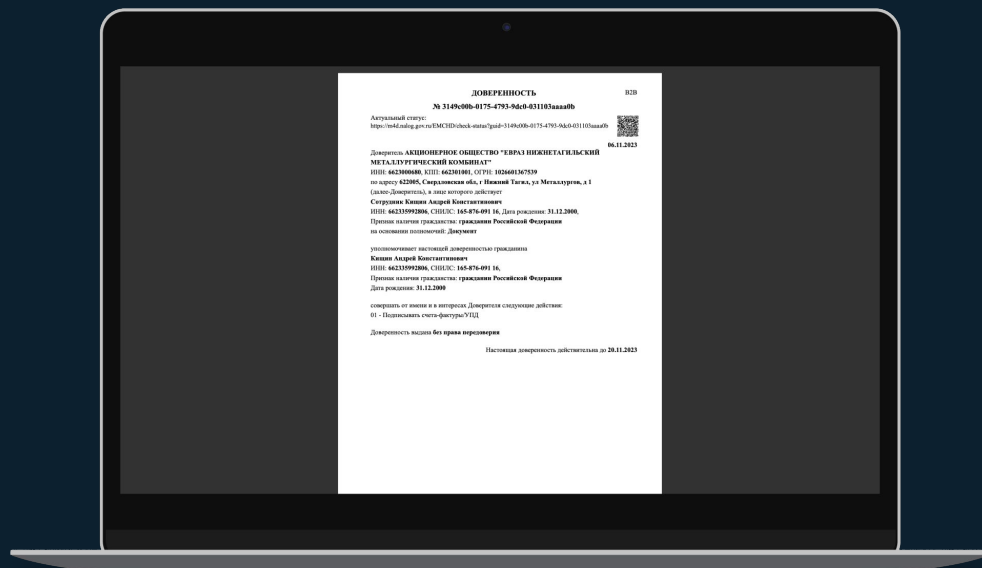 ДОВЕРЕННОСТЬ
B2B
№ 3149c00b-0175-4793-9dc0-031103aaaa0b
Актуальный статус:
https://m4d.nalog.gov.ru/EMCHD/check-status?guid=3149c00b-0175-4793-9dc0-031103aaaa0b
06.11.2023
Доверитель АКЦИОНЕРНОЕ ОБЩЕСТВО "ЕВРАЗ НИЖНЕТАГИЛЬСКИЙ
МЕТАЛЛУРГИЧЕСКИЙ КОМБИНАТ"
ИНН: 6623000680, КПП: 662301001, ОГРН: 1026601367539
по адресу 622005, Свердловская обл, г Нижний Тагил, ул Металлургов, д 1
(далее-Доверитель), в лице которого действует
Сотрудник Кищин Андрей Константинович
ИНН: 662335992806, СНИЛС: 165-876-091 16, Дата рождения: 31.12.2000,
Признак наличия гражданства: гражданин Российской Федерации
на основании полномочий: Документ
уполномочивает настоящей доверенностью гражданина
Кищин Андрей Константинович
ИНН: 662335992806, СНИЛС: 165-876-091 16,
Признак наличия гражданства: гражданин Российской Федерации
Дата рождения: 31.12.2000
совершать от имени и в интересах Доверителя следующие действия:
01 - Подписывать счета-фактуры/УПД
Доверенность выдана без права передоверия
Настоящая доверенность действительна до 20.11.2023